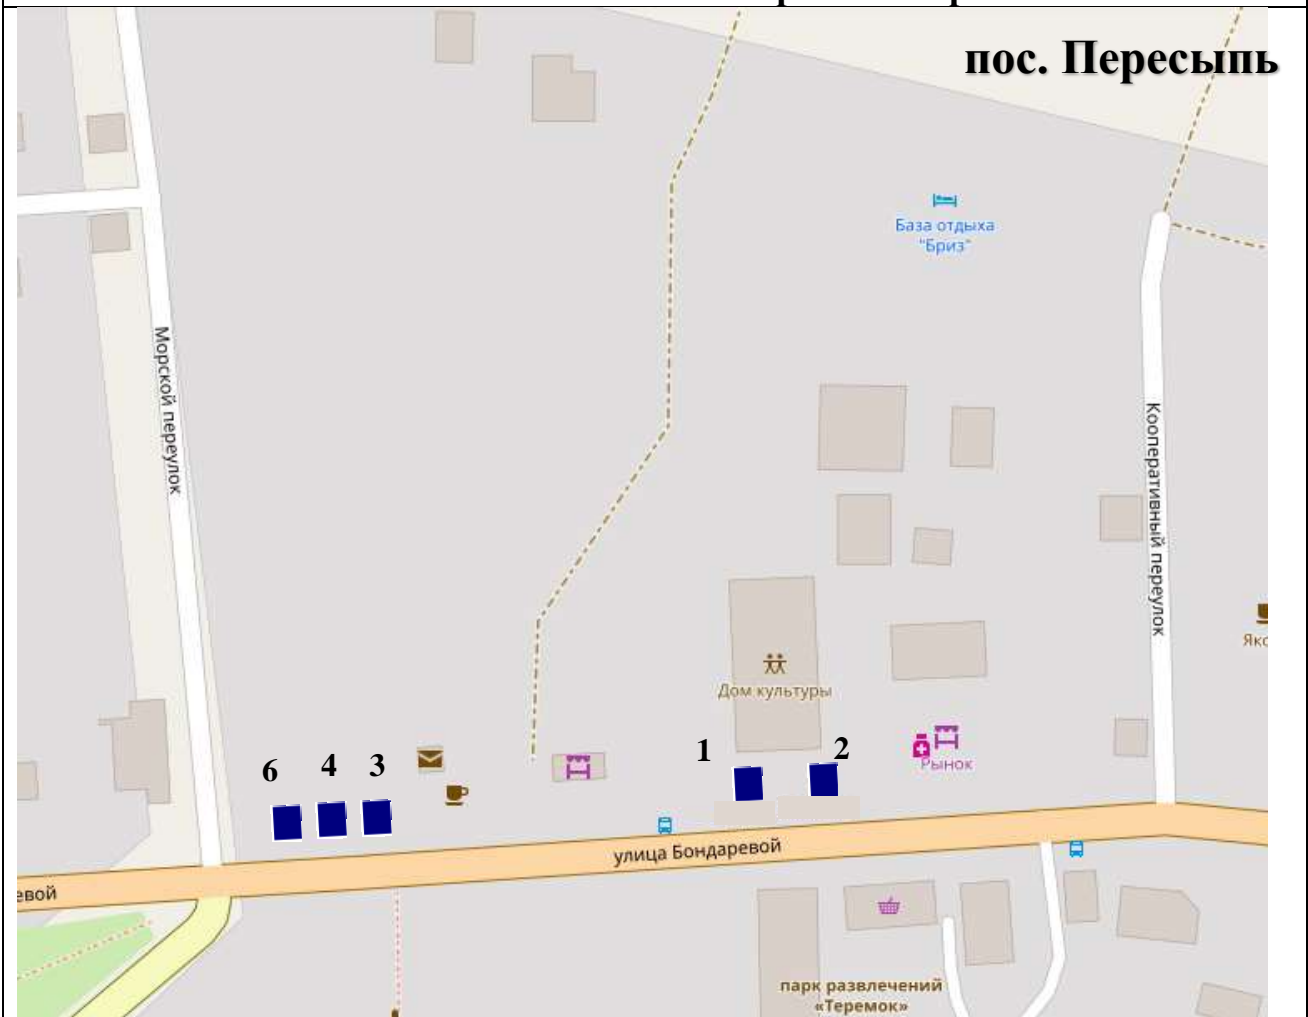 пос. Пересыпь
База отдыха
"Бриз"
Морской переулок
Кооперативный переулок
Дом культуры
1
2
Рынок
6
4
3
улица Бондаревой
евой
парк развлечений
«Теремок»